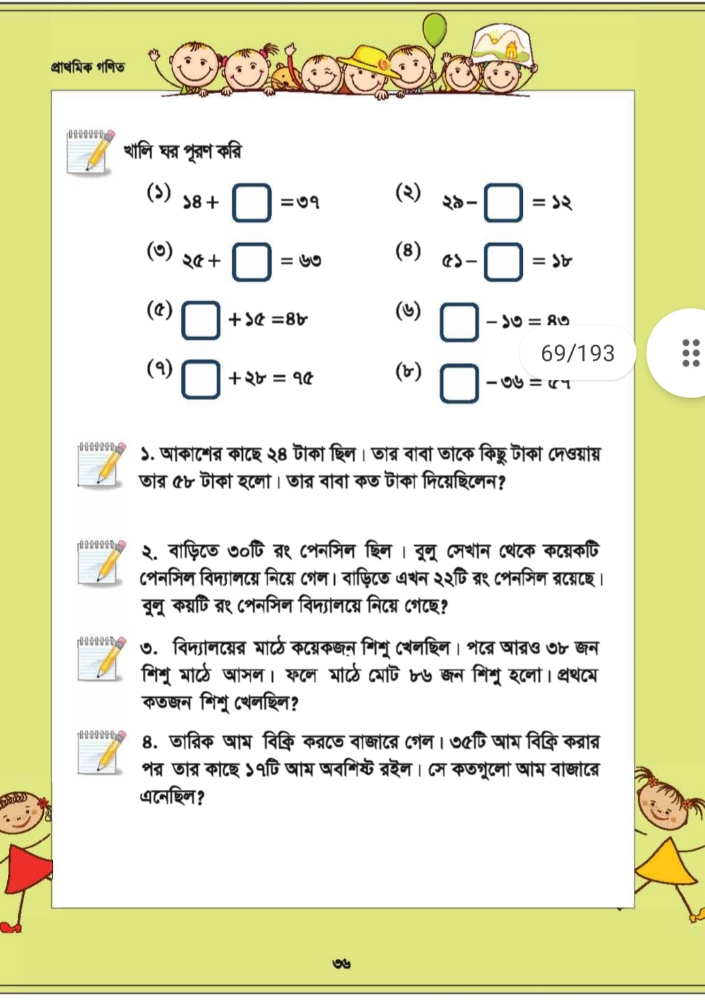 প্রাথমিক গণিত
খালি ঘর পূরণ করি
(১) ১৪ + = ৩৭
(২) ২৯ – = ১২
(৩) ২৫ + = ৬৩
(৪) ৫১ – = ১৮
(৫) + ১৫ = ৪৮
(৬) – ১৩ = ৪৩
69/193
(৭) + ২৮ = ৭৫
(৮) – ৩৬ =
১. আকাশের কাছে ২৪ টাকা ছিল। তার বাবা তাকে কিছু টাকা দেওয়ায়
তার ৫৮ টাকা হলো। তার বাবা কত টাকা দিয়েছিলেন?
২. বাড়িতে ৩০টি রং পেনসিল ছিল । বুলু সেখান থেকে কয়েকটি
পেনসিল বিদ্যালয়ে নিয়ে গেল। বাড়িতে এখন ২২টি রং পেনসিল রয়েছে।
বুলু কয়টি রং পেনসিল বিদ্যালয়ে নিয়ে গেছে?
৩. বিদ্যালয়ের মাঠে কয়েকজন শিশু খেলছিল। পরে আরও ৩৮ জন
শিশু মাঠে আসল। ফলে মাঠে মোট ৮৬ জন শিশু হলো। প্রথমে
কতজন শিশু খেলছিল?
৪. তারিক আম বিক্রি করতে বাজারে গেল। ৩৫টি আম বিক্রি করার
পর তার কাছে ১৭টি আম অবশিষ্ট রইল। সে কতগুলো আম বাজারে
এনেছিল?
৩৬